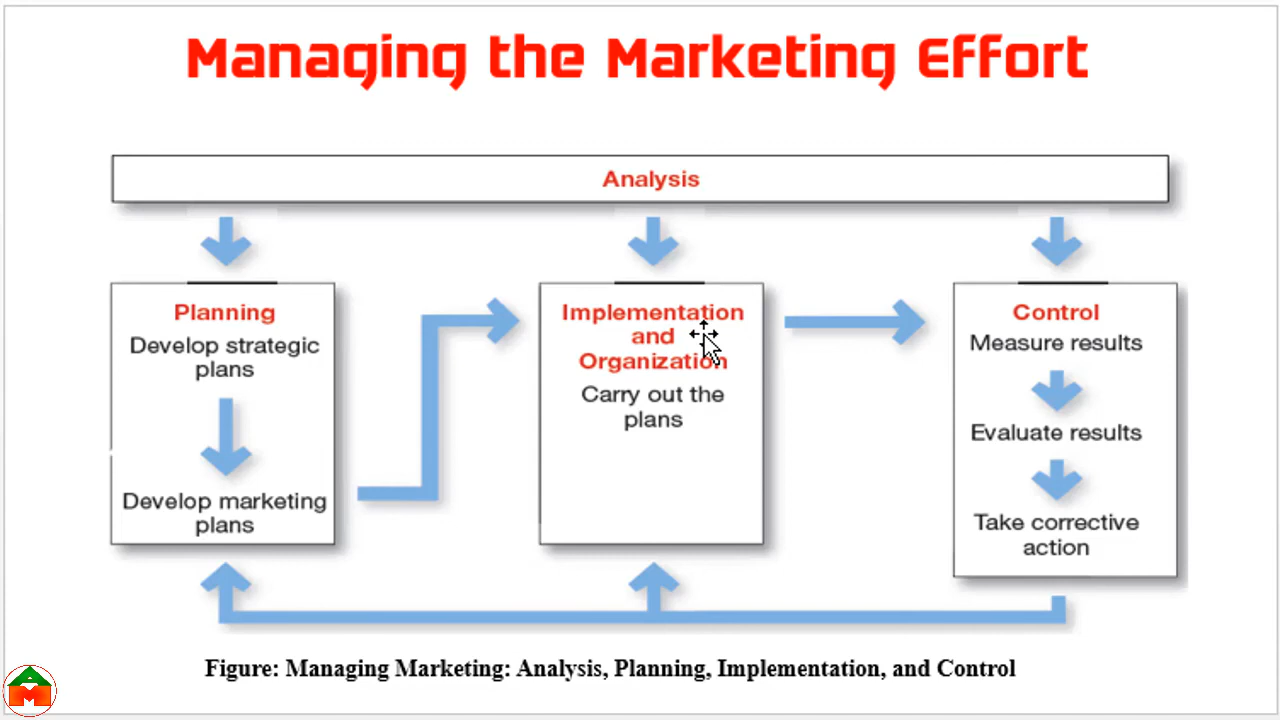 Managing the Marketing Effort
Analysis
Planning
Develop strategic
plans
Develop marketing
plans
Implementation
and
Organization
Carry out the
plans
Control
Measure results
Evaluate results
Take corrective
action
Figure: Managing Marketing: Analysis, Planning, Implementation, and Control
AM